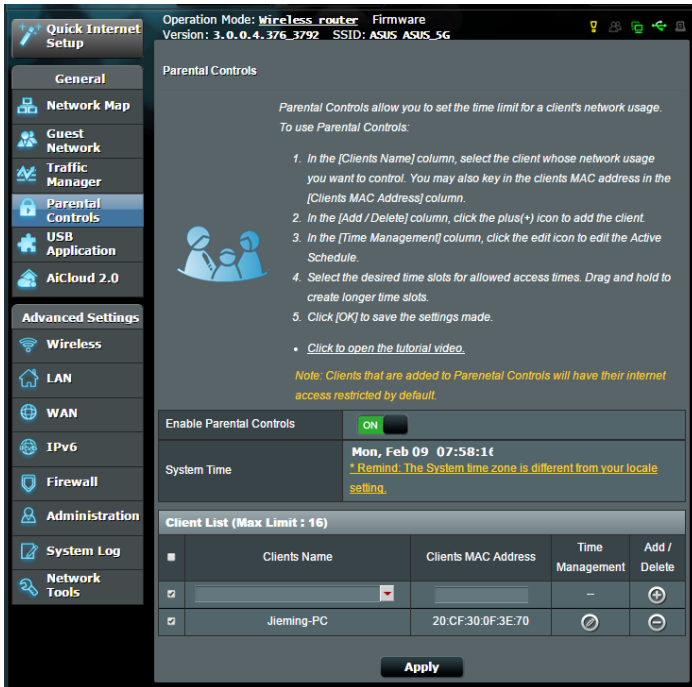 Quick Internet
Setup
Operation Mode: Wireless router Firmware
Version: 3.0.0.4.376_3792 SSID: ASUS ASUS_5G
General
Network Map
Guest
Network
Traffic
Manager
Parental
Controls
USB
Application
AiCloud 2.0
Advanced Settings
Wireless
LAN
WAN
IPv6
Firewall
Administration
System Log
Network
Tools
Parental Controls
Parental Controls allow you to set the time limit for a client's network usage.
To use Parental Controls:
1. In the [Clients Name] column, select the client whose network usage
you want to control. You may also key in the clients MAC address in the
[Clients MAC Address] column.
2. In the [Add / Delete] column, click the plus(+) icon to add the client.
3. In the [Time Management] column, click the edit icon to edit the Active
Schedule.
4. Select the desired time slots for allowed access times. Drag and hold to
create longer time slots.
5. Click [OK] to save the settings made.
• Click to open the tutorial video.
Note: Clients that are added to Parenetal Controls will have their internet
access restricted by default.
Enable Parental Controls
ON
System Time
Mon, Feb 09 07:58:16
* Remind: The System time zone is different from your locale
setting.
Client List (Max Limit : 16)
Clients Name Clients MAC Address Time Management Add / Delete
--
Jieming-PC 20:CF:30:0F:3E:70
Apply